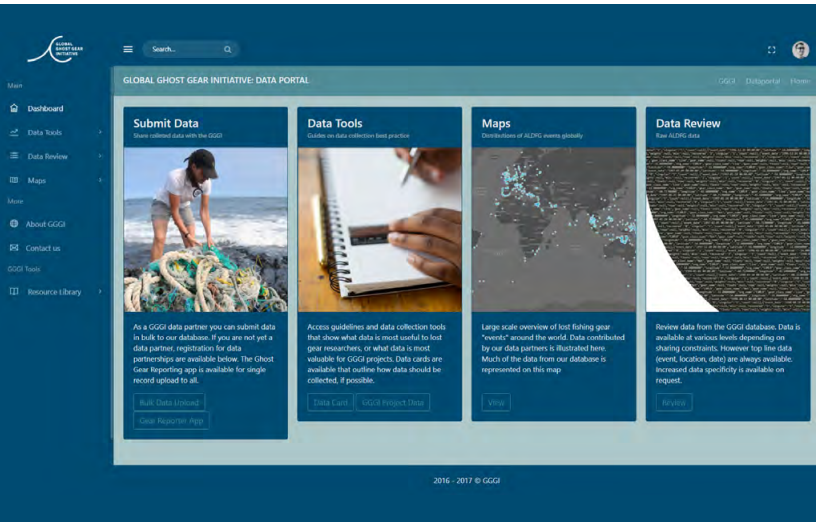 GLOBAL
GHOST GEAR
INITIATIVE
Search...
Main
Dashboard
Data Tools
Data Review
Maps
More
About GGGI
Contact us
GGGI Tools
Resource Library
GLOBAL GHOST GEAR INITIATIVE: DATA PORTAL
GGGI Dataportal Home
Submit Data
Share colleted data with the GGGI
As a GGGI data partner you can submit data
in bulk to our database. If you are not yet a
data partner, registration for data
partnerships are available below. The Ghost
Gear Reporting app is available for single
record upload to all.
Bulk Data Upload
Gear Reporter App
Data Tools
Guides on data collection best practice
Access guidelines and data collection tools
that show what data is most useful to lost
gear researchers, or what data is most
valuable for GGGI projects. Data cards are
available that outline how data should be
collected, if possible.
Data Card GGGI Project Data
Maps
Distributions of ALDFG events globally
Large scale overview of lost fishing gear
"events" around the world. Data contributed
by our data partners is illustrated here.
Much of the data from our database is
represented on this map
View
Data Review
Raw ALDFG data
Review data from the GGGI database. Data is
available at various levels depending on
sharing constraints. However top line data
(event, location, date) are always available.
Increased data specificity is available on
request.
Review
2016 - 2017 © GGGI